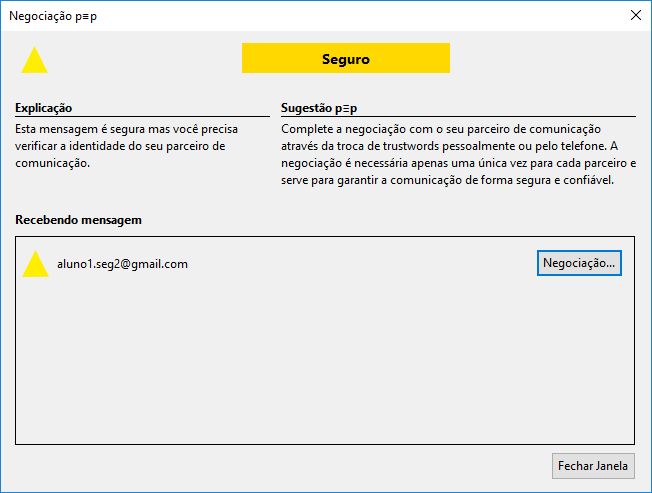 Negociação p≡p
Seguro
Explicação
Esta mensagem é segura mas você precisa
verificar a identidade do seu parceiro de
comunicação.
Sugestão p≡p
Complete a negociação com o seu parceiro de comunicação
através da troca de trustwords pessoalmente ou pelo telefone. A
negociação é necessária apenas uma única vez para cada parceiro e
serve para garantir a comunicação de forma segura e confiável.
Recebendo mensagem
aluno1.seg2@gmail.com
Negociação...
Fechar Janela